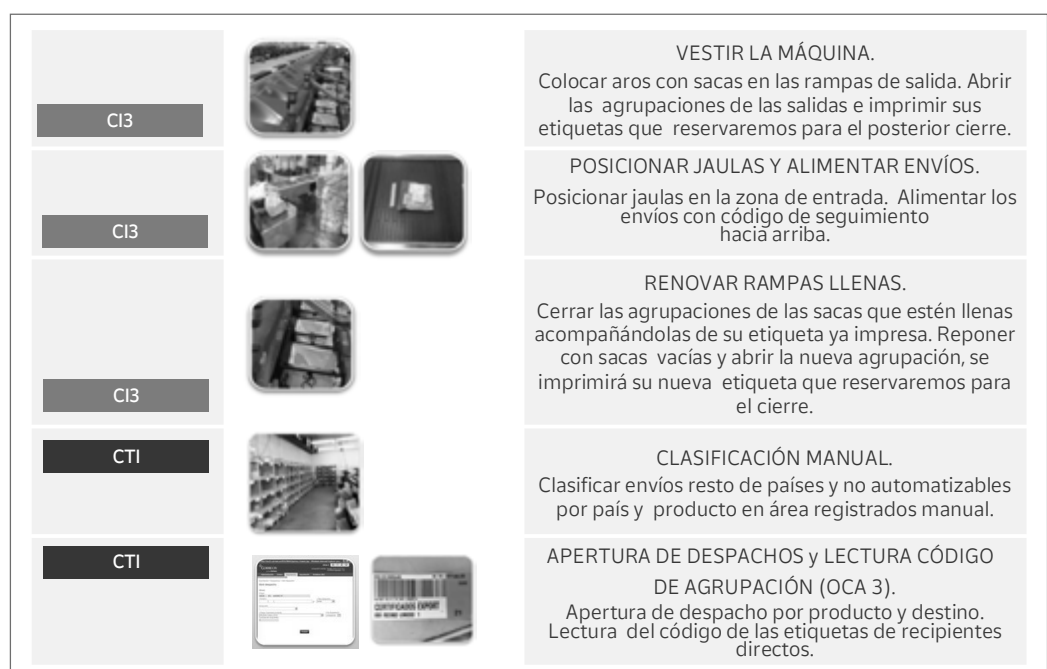 VESTIR LA MÁQUINA.
CI3
Colocar aros con sacas en las rampas de salida. Abrir
las agrupaciones de las salidas e imprimir sus
etiquetas que reservaremos para el posterior cierre.
POSICIONAR JAULAS Y ALIMENTAR ENVÍOS.
CI3
Posicionar jaulas en la zona de entrada. Alimentar los
envíos con código de seguimiento
hacia arriba.
RENOVAR RAMPAS LLENAS.
CI3
Cerrar las agrupaciones de las sacas que estén llenas
acompañándolas de su etiqueta ya impresa. Reponer
con sacas vacías y abrir la nueva agrupación, se
imprimirá su nueva etiqueta que reservaremos para
el cierre.
CTI
CLASIFICACIÓN MANUAL.
Clasificar envíos resto de países y no automatizables
por país y producto en área registrados manual.
CTI
APERTURA DE DESPACHOS y LECTURA CÓDIGO
DE AGRUPACIÓN (OCA 3).
Apertura de despacho por producto y destino.
Lectura del código de las etiquetas de recipientes
directos.
CERTIFICADOS EXPORT